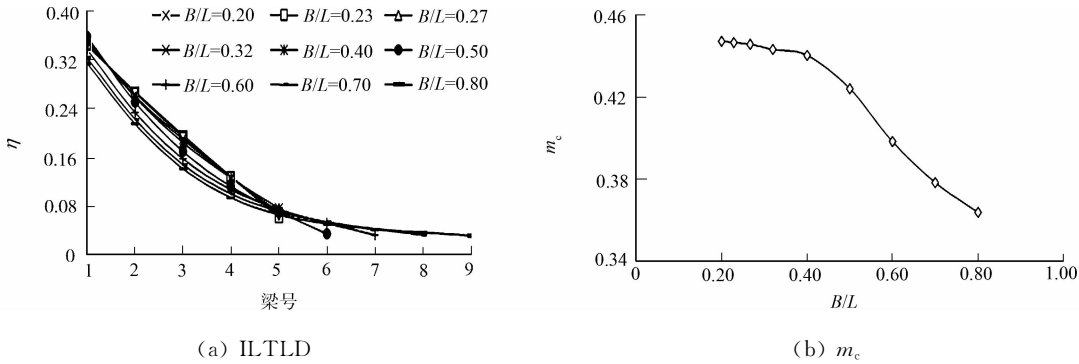 0.40
0.32
0.24
0.16
0.08
0
η
B/L=0.20 B/L=0.23 B/L=0.27
B/L=0.32 B/L=0.40 B/L=0.50
B/L=0.60 B/L=0.70 B/L=0.80
1 2 3 4 5 6 7 8 9
梁号
(a) ILTLD
0.46
0.42
0.38
0.34
mc
0 0.20 0.40 0.60 0.80 1.00
B/L
(b) mc